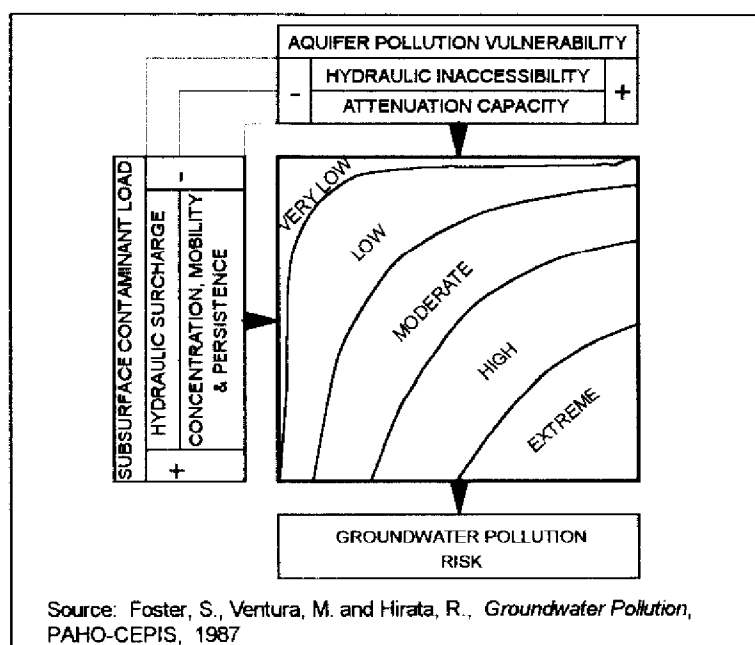 AQUIFER POLLUTION VULNERABILITY
-
HYDRAULIC INACCESSIBILITY
ATTENUATION CAPACITY
+
SUBSURFACE CONTAMINANT LOAD
HYDRAULIC SURCHARGE
-
CONCENTRATION, MOBILITY
& PERSISTENCE
+
VERY LOW
LOW
MODERATE
HIGH
EXTREME
GROUNDWATER POLLUTION
RISK
Source: Foster, S., Ventura, M. and Hirata, R., Groundwater Pollution,
PAHO-CEPIS, 1987